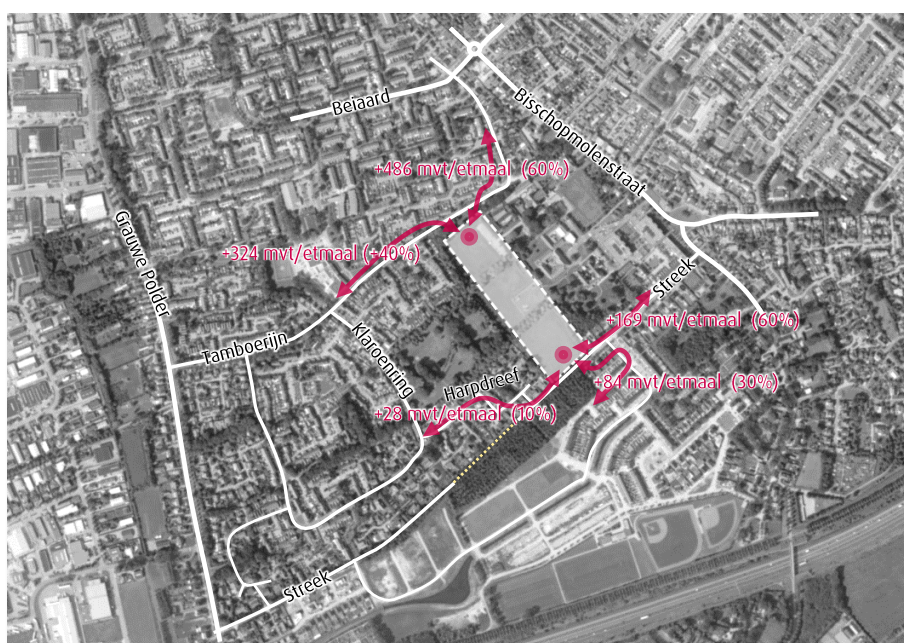 Beiaard
Bisschopmolenstraat
+486 mvt/etmaal (60%)
Grauwe Polder
+324 mvt/etmaal (+40%)
Streek
+169 mvt/etmaal (60%)
Tamboerijn
Klaroenring
Harpdreef
+84 mvt/etmaal (30%)
+28 mvt/etmaal (10%)
Streek